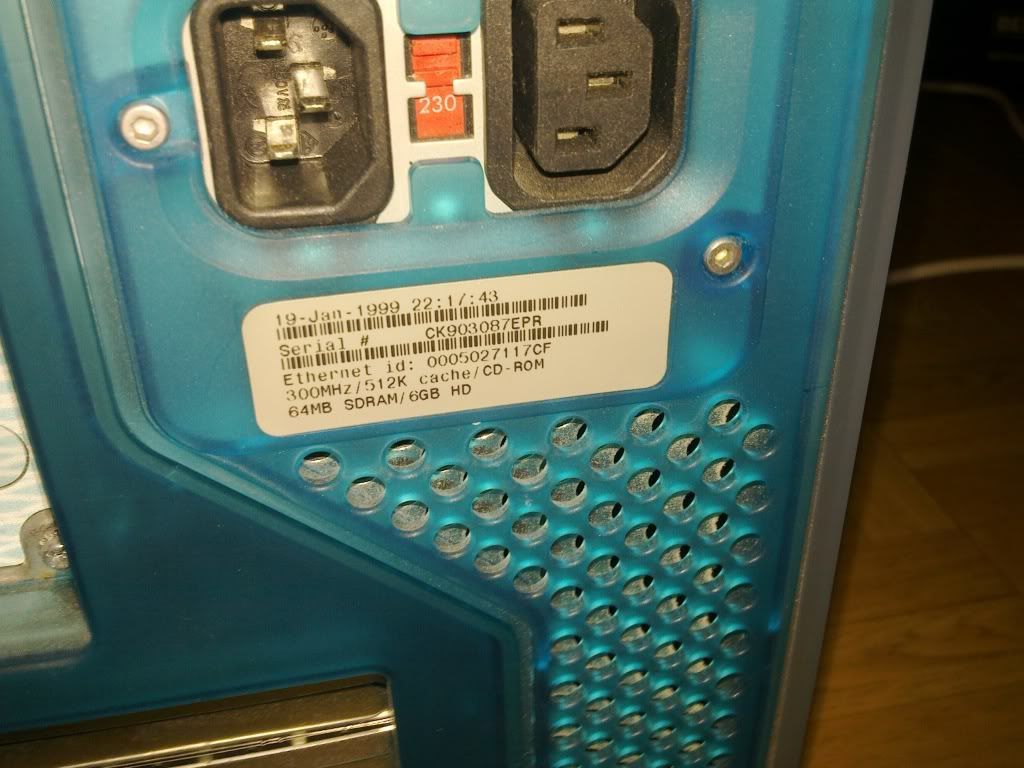 230
19-Jan-1999 22:17:43
Serial # CK903087EPR
Ethernet id: 0005027117CF
300MHz/512K cache/CD-ROM
64MB SDRAM/6GB HD